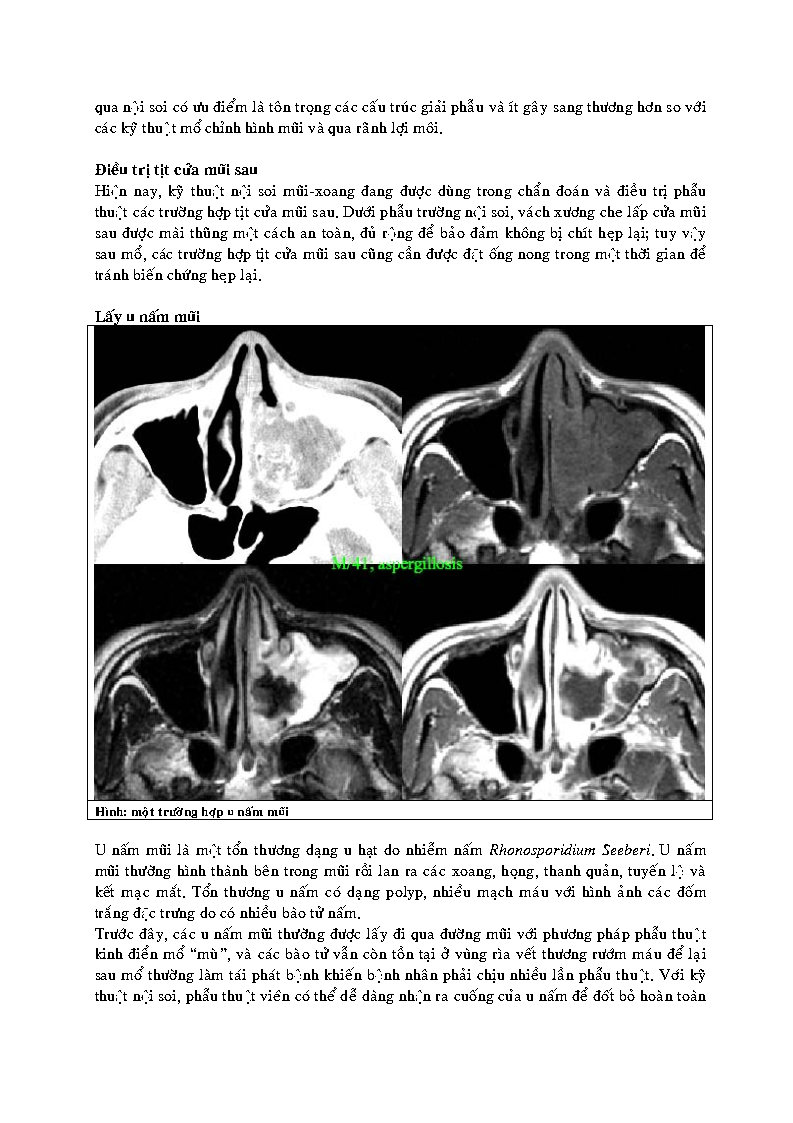 qua nội soi có ưu điểm là tôn trọng các cấu trúc giải phẫu và ít gây sang thương hơn so với
các kỹ thuật mổ chỉnh hình mũi và qua rãnh lợi môi.
Điều trị tịt cửa mũi sau
Hiện nay, kỹ thuật nội soi mũi-xoang đang được dùng trong chẩn đoán và điều trị phẫu
thuật các trường hợp tịt cửa mũi sau. Dưới phẫu trường nội soi, vách xương che lấp cửa mũi
sau được mài thũng một cách an toàn, đủ rộng để bảo đảm không bị chít hẹp lại; tuy vậy
sau mổ, các trường hợp tịt cửa mũi sau cũng cần được đặt ống nong trong một thời gian để
tránh biến chứng hẹp lại.
Lấy u nấm mũi
M/41; aspergillosis
Hình: một trường hợp u nấm mũi
U nấm mũi là một tổn thương dạng u hạt do nhiễm nấm Rhonosporidium Seeberi. U nấm
mũi thường hình thành bên trong mũi rồi lan ra các xoang, họng, thanh quản, tuyến lệ và
kết mạc mắt. Tổn thương u nấm có dạng polyp, nhiều mạch máu với hình ảnh các đốm
trắng đặc trưng do có nhiều bào tử nấm.
Trước đây, các u nấm mũi thường được lấy đi qua đường mũi với phương pháp phẫu thuật
kinh điển mổ “mù”, và các bào tử vẫn còn tồn tại ở vùng rìa vết thương rướm máu để lại
sau mổ thường làm tái phát bệnh khiến bệnh nhân phải chịu nhiều lần phẫu thuật. Với kỹ
thuật nội soi, phẫu thuật viên có thể dễ dàng nhận ra cuống của u nấm để đốt bỏ hoàn toàn